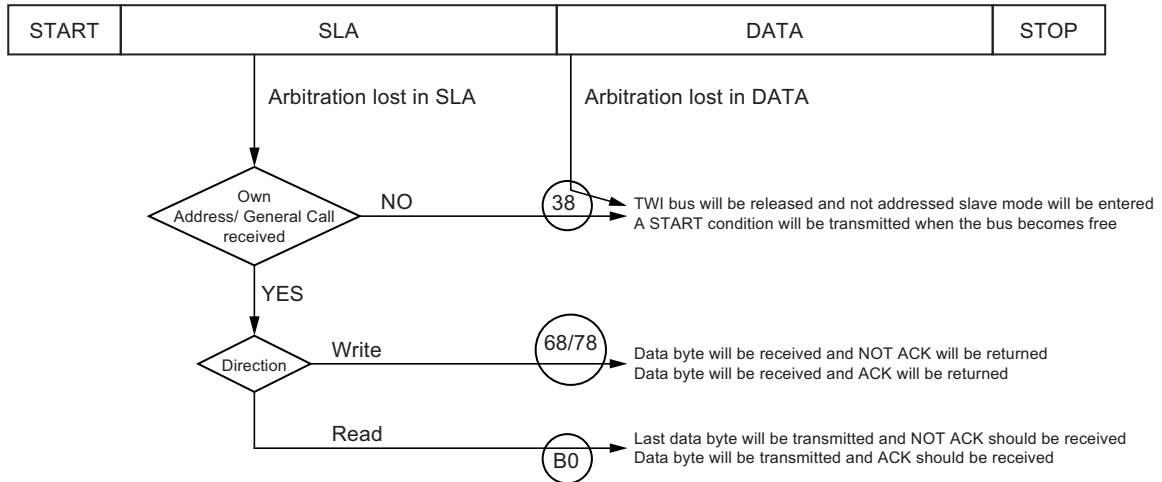 START SLA DATA STOP
Arbitration lost in SLA Arbitration lost in DATA
Own
Address/ General Call
received
NO
38
TWI bus will be released and not addressed slave mode will be entered
A START condition will be transmitted when the bus becomes free
YES
Direction
Write
68/78
Data byte will be received and NOT ACK will be returned
Data byte will be received and ACK will be returned
Read
B0
Last data byte will be transmitted and NOT ACK should be received
Data byte will be transmitted and ACK should be received